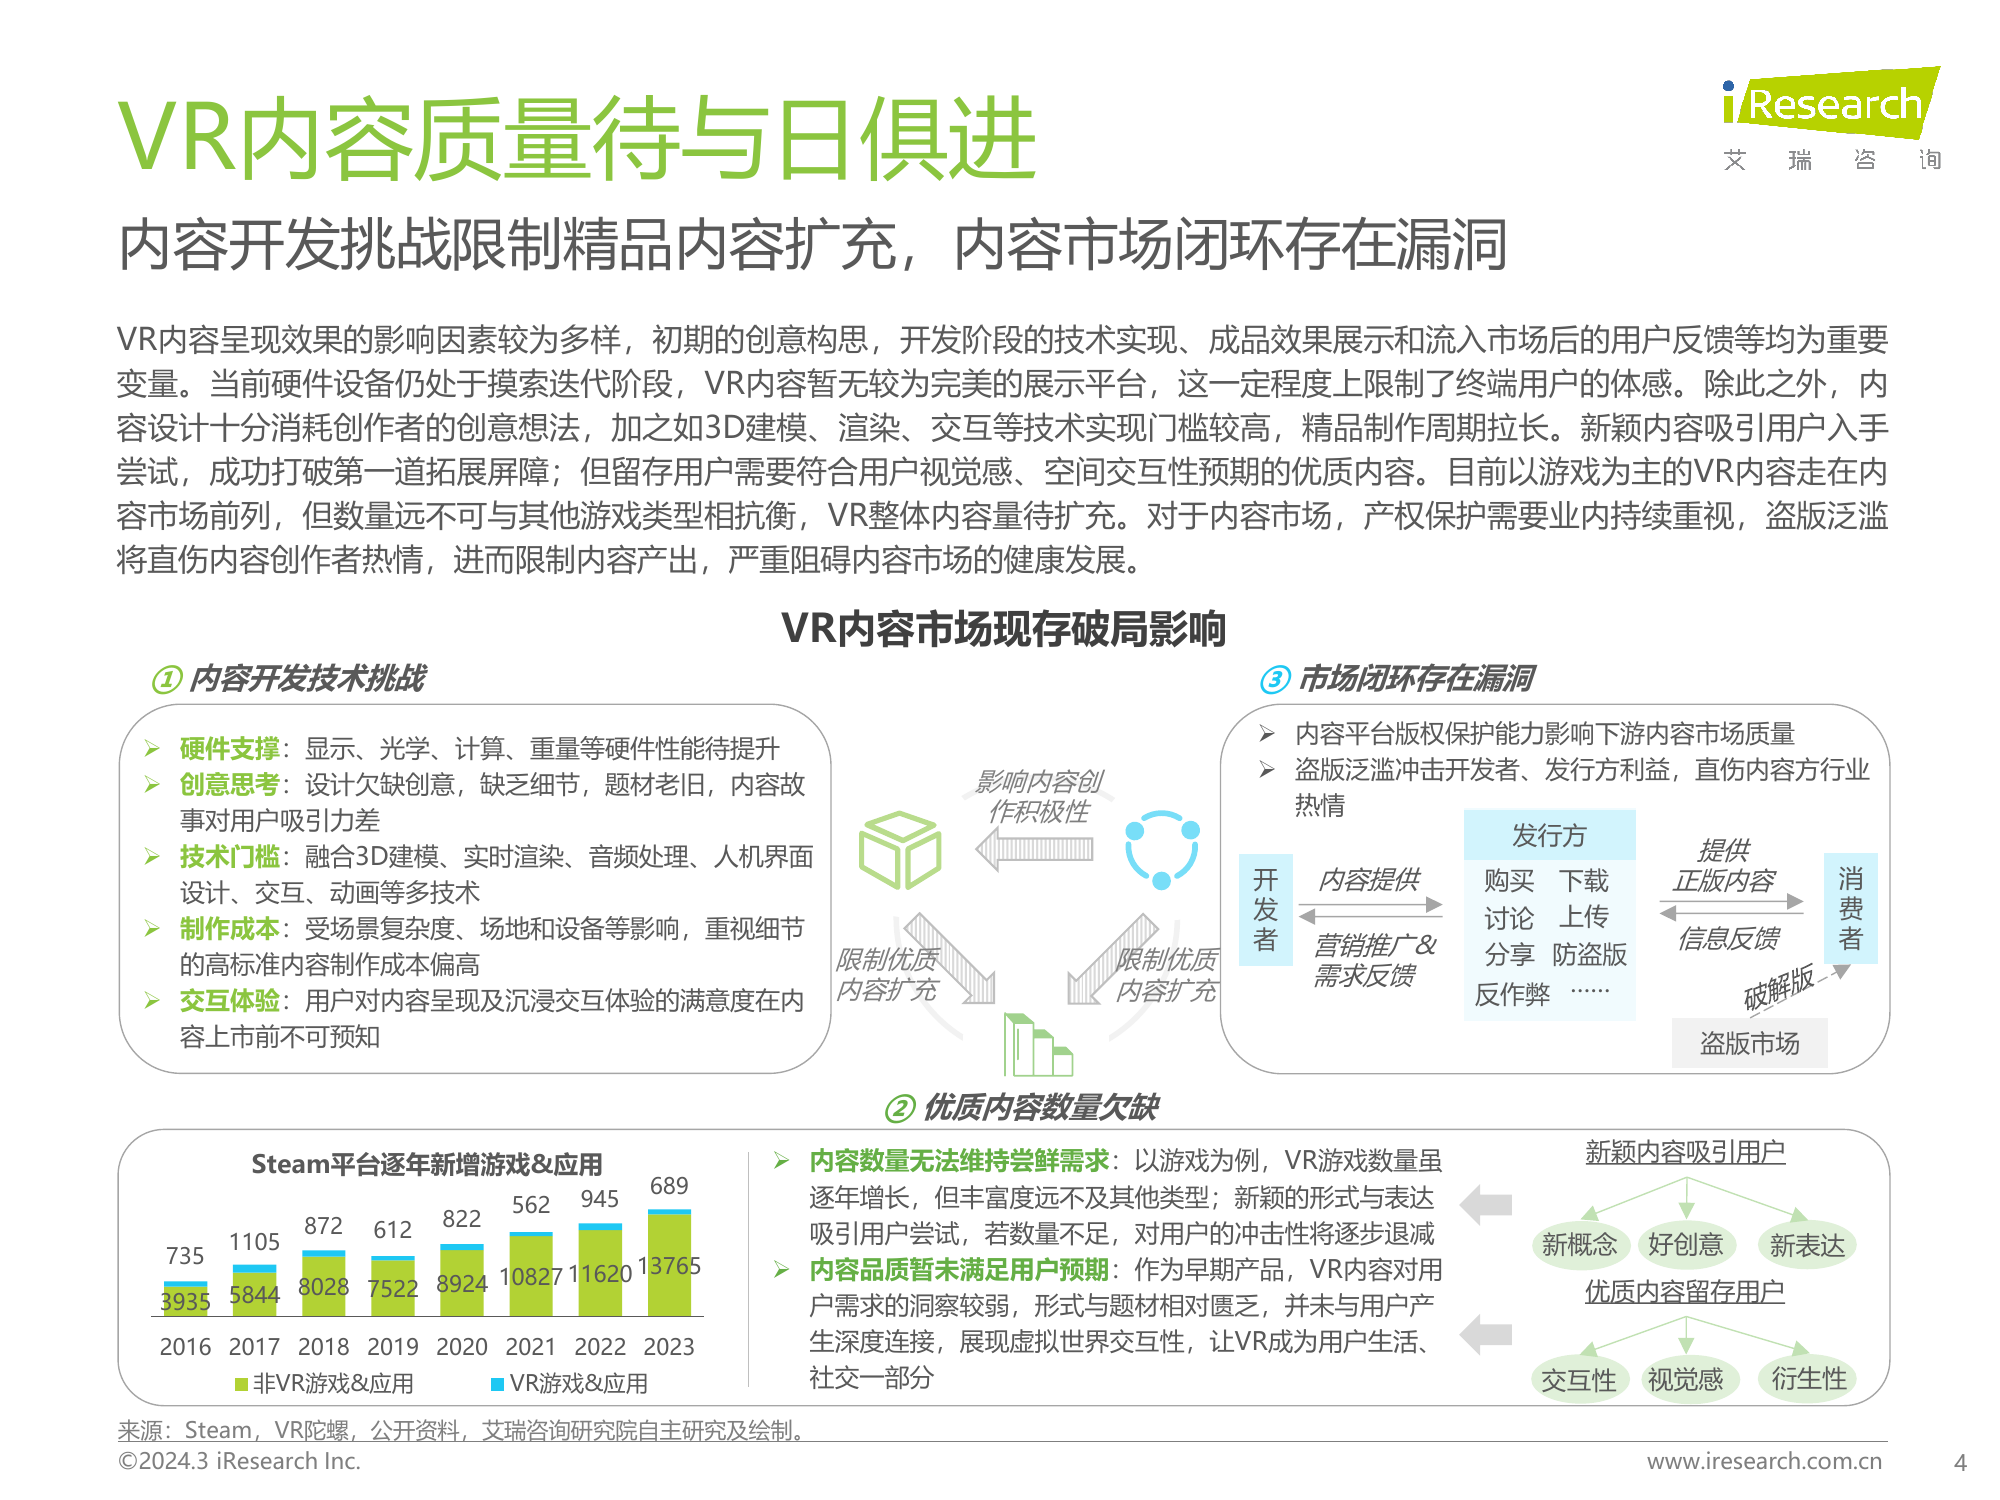 VR内容质量待与日俱进
iResearch
艾瑞咨询
内容开发挑战限制精品内容扩充，内容市场闭环存在漏洞
VR内容呈现效果的影响因素较为多样，初期的创意构思，开发阶段的技术实现、成品效果展示和流入市场后的用户反馈等均为重要
变量。当前硬件设备仍处于摸索迭代阶段，VR内容暂无较为完美的展示平台，这一定程度上限制了终端用户的体感。除此之外，内
容设计十分消耗创作者的创意想法，加之如3D建模、渲染、交互等技术实现门槛较高，精品制作周期拉长。新颖内容吸引用户入手
尝试，成功打破第一道拓展屏障；但留存用户需要符合用户视觉感、空间交互性预期的优质内容。目前以游戏为主的VR内容走在内
容市场前列，但数量远不可与其他游戏类型相抗衡，VR整体内容量待扩充。对于内容市场，产权保护需要业内持续重视，盗版泛滥
将直伤内容创作者热情，进而限制内容产出，严重阻碍内容市场的健康发展。
VR内容市场现存破局影响
① 内容开发技术挑战
➢ 硬件支撑：显示、光学、计算、重量等硬件性能待提升
➢ 创意思考：设计欠缺创意，缺乏细节，题材老旧，内容故
事对用户吸引力差
➢ 技术门槛：融合3D建模、实时渲染、音频处理、人机界面
设计、交互、动画等多技术
➢ 制作成本：受场景复杂度、场地和设备等影响，重视细节
的高标准内容制作成本偏高
➢ 交互体验：用户对内容呈现及沉浸交互体验的满意度在内
容上市前不可预知
影响内容创
作积极性
限制优质
内容扩充
限制优质
内容扩充
③ 市场闭环存在漏洞
➢ 内容平台版权保护能力影响下游内容市场质量
➢ 盗版泛滥冲击开发者、发行方利益，直伤内容方行业
热情
开发者
内容提供
营销推广&
需求反馈
发行方
购买 下载
讨论 上传
分享 防盗版
反作弊 ……
提供
正版内容
信息反馈
消费者
破解版
盗版市场
② 优质内容数量欠缺
Steam平台逐年新增游戏&应用
735 1105 872 612 822 562 945 689
3935 5844 8028 7522 8924 10827 11620 13765
2016 2017 2018 2019 2020 2021 2022 2023
非VR游戏&应用 VR游戏&应用
➢ 内容数量无法维持尝鲜需求：以游戏为例，VR游戏数量虽
逐年增长，但丰富度远不及其他类型；新颖的形式与表达
吸引用户尝试，若数量不足，对用户的冲击性将逐步退减
➢ 内容品质暂未满足用户预期：作为早期产品，VR内容对用
户需求的洞察较弱，形式与题材相对匮乏，并未与用户产
生深度连接，展现虚拟世界交互性，让VR成为用户生活、
社交一部分
新颖内容吸引用户
新概念 好创意 新表达
优质内容留存用户
交互性 视觉感 衍生性
来源：Steam，VR陀螺，公开资料，艾瑞咨询研究院自主研究及绘制。
©2024.3 iResearch Inc.
www.iresearch.com.cn
4